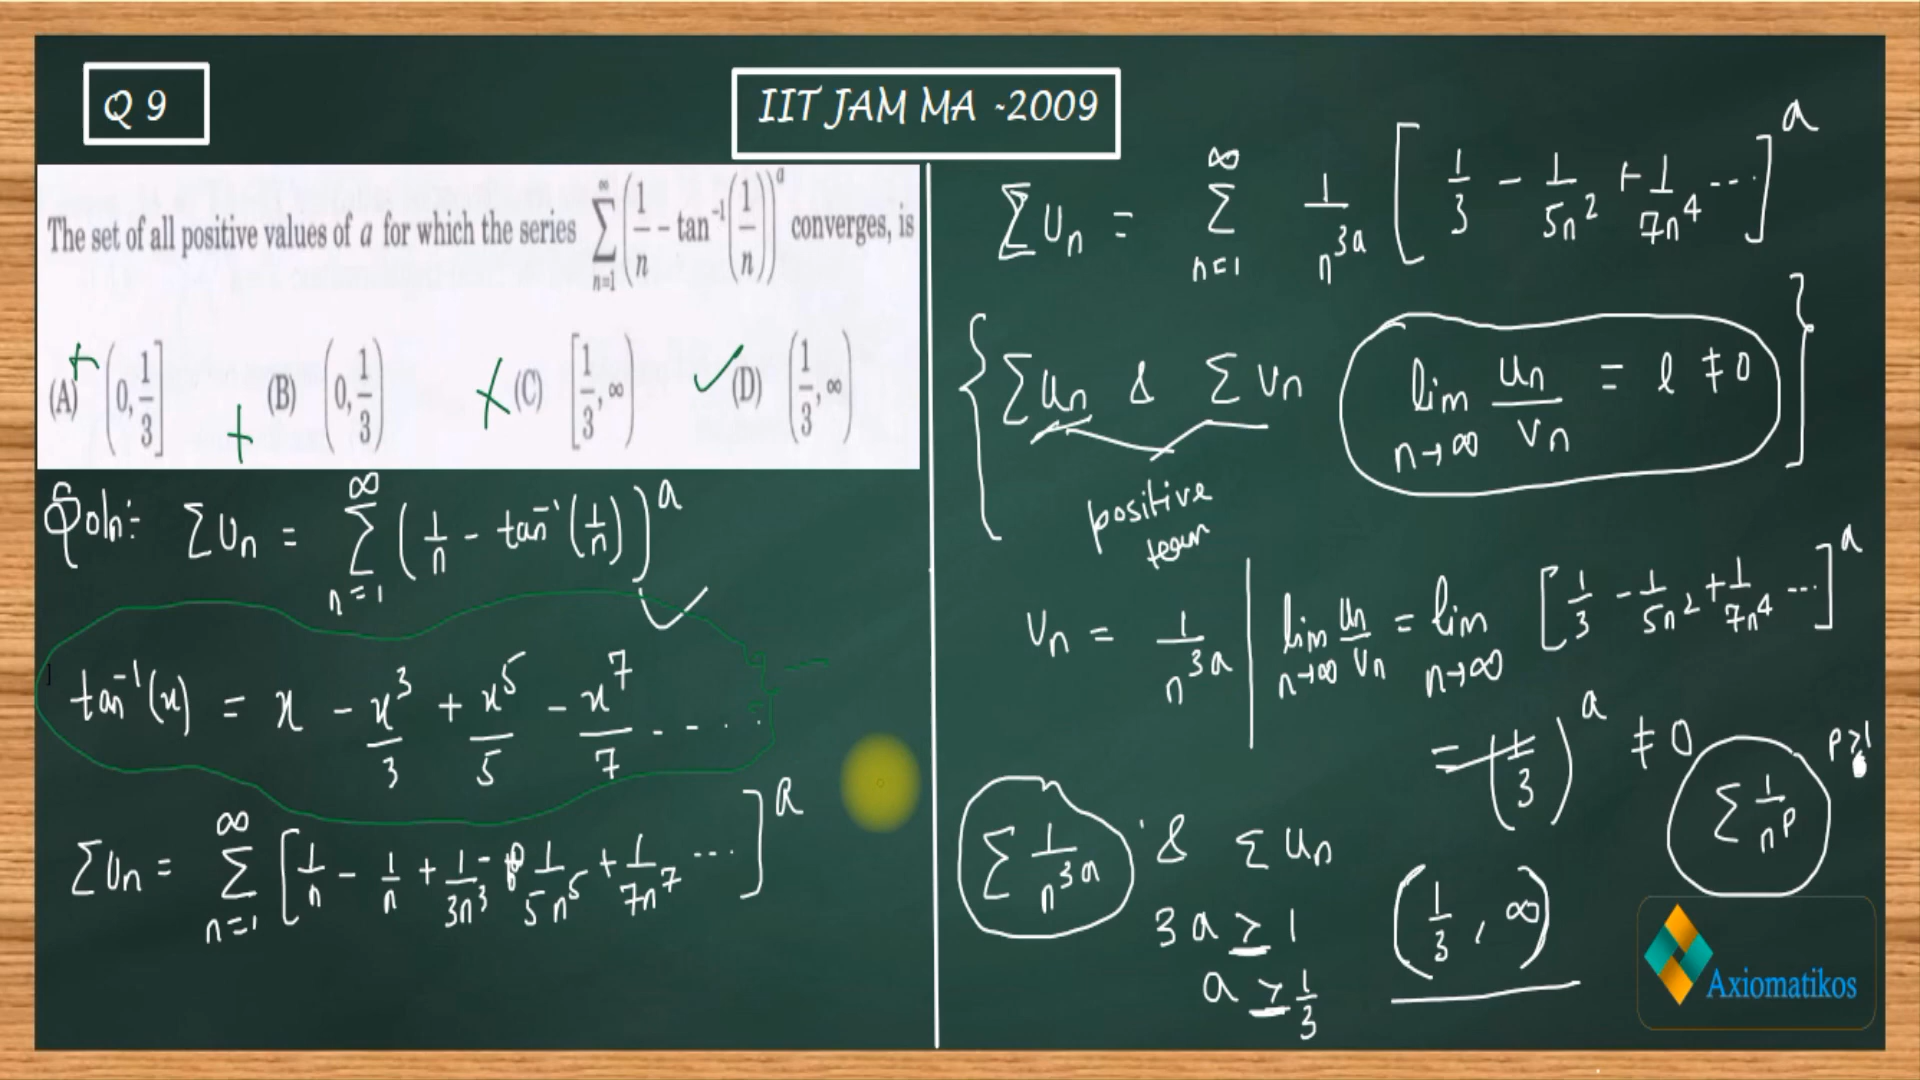 Q 9
IIT JAM MA -2009
The set of all positive values of a for which the series ∑_{n=1}^{∞} (1/n - tan⁻¹(1/n))^a converges, is
(A) (0, 1/3] (B) (0, 1/3) (C) [1/3, ∞) (D) (1/3, ∞)
Soln:- ∑Un = ∑_{n=1}^{∞} (1/n - tan⁻¹(1/n))^a
tan⁻¹(x) = x - x³/3 + x⁵/5 - x⁷/7 - - - .
∑Un = ∑_{n=1}^{∞} [1/n - 1/n + 1/3n³ - 1/5n⁵ + 1/7n⁷ ...]^a
∑Un = ∑_{n=1}^{∞} 1/n^{3a} [1/3 - 1/5n² + 1/7n⁴ ...]^a
{ ∑Un & ∑Vn lim_{n→∞} Un/Vn = l ≠ 0 }
positive
term
Vn = 1/n^{3a} | lim_{n→∞} Un/Vn = lim_{n→∞} [1/3 - 1/5n² + 1/7n⁴ ...]^a
= (1/3)^a ≠ 0
∑ 1/n^p
∑ 1/n^{3a} & ∑Un
3a > 1
a > 1/3
(1/3, ∞)
Axiomatikos